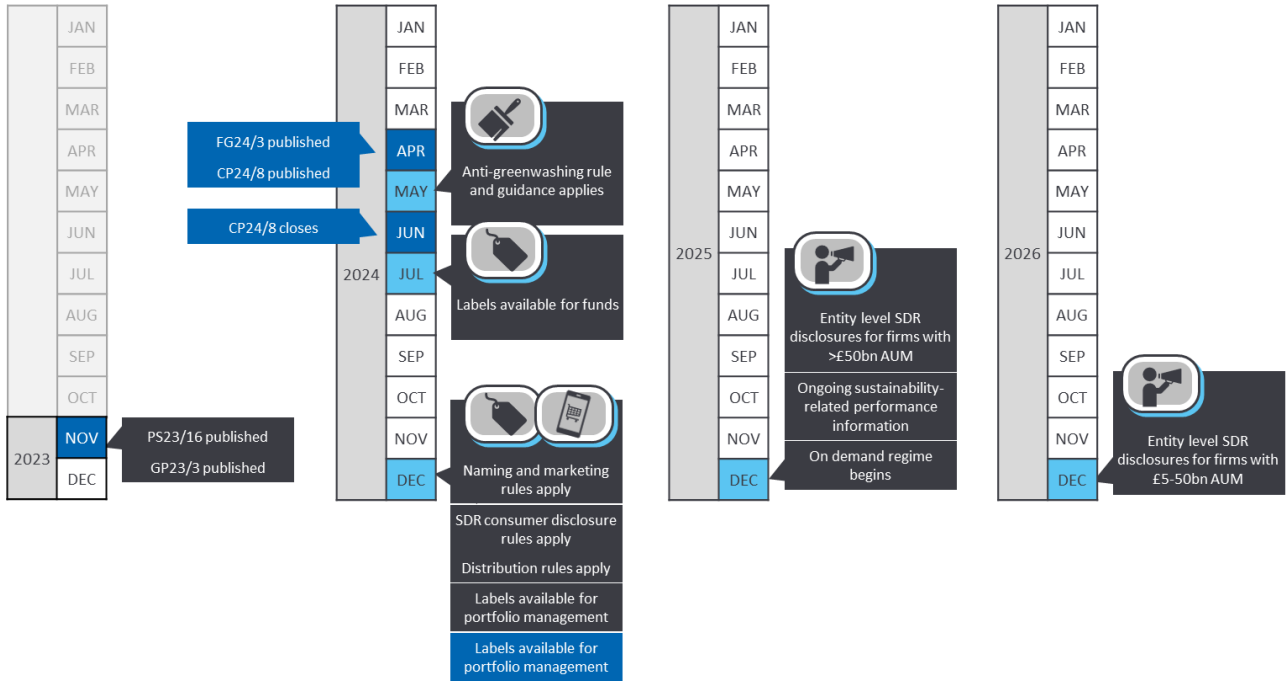 JAN
FEB
MAR
APR
MAY
JUN
JUL
AUG
SEP
OCT
2023
NOV
DEC
PS23/16 published
GP23/3 published
2024
JAN
FEB
MAR
APR
MAY
JUN
JUL
AUG
SEP
OCT
NOV
DEC
FG24/3 published
CP24/8 published
CP24/8 closes
Anti-greenwashing rule
and guidance applies
Labels available for funds
Naming and marketing
rules apply
SDR consumer disclosure
rules apply
Distribution rules apply
Labels available for
portfolio management
Labels available for
portfolio management
2025
JAN
FEB
MAR
APR
MAY
JUN
JUL
AUG
SEP
OCT
NOV
DEC
Entity level SDR
disclosures for firms with
>£50bn AUM
Ongoing sustainability-
related performance
information
On demand regime
begins
2026
JAN
FEB
MAR
APR
MAY
JUN
JUL
AUG
SEP
OCT
NOV
DEC
Entity level SDR
disclosures for firms with
£5-50bn AUM